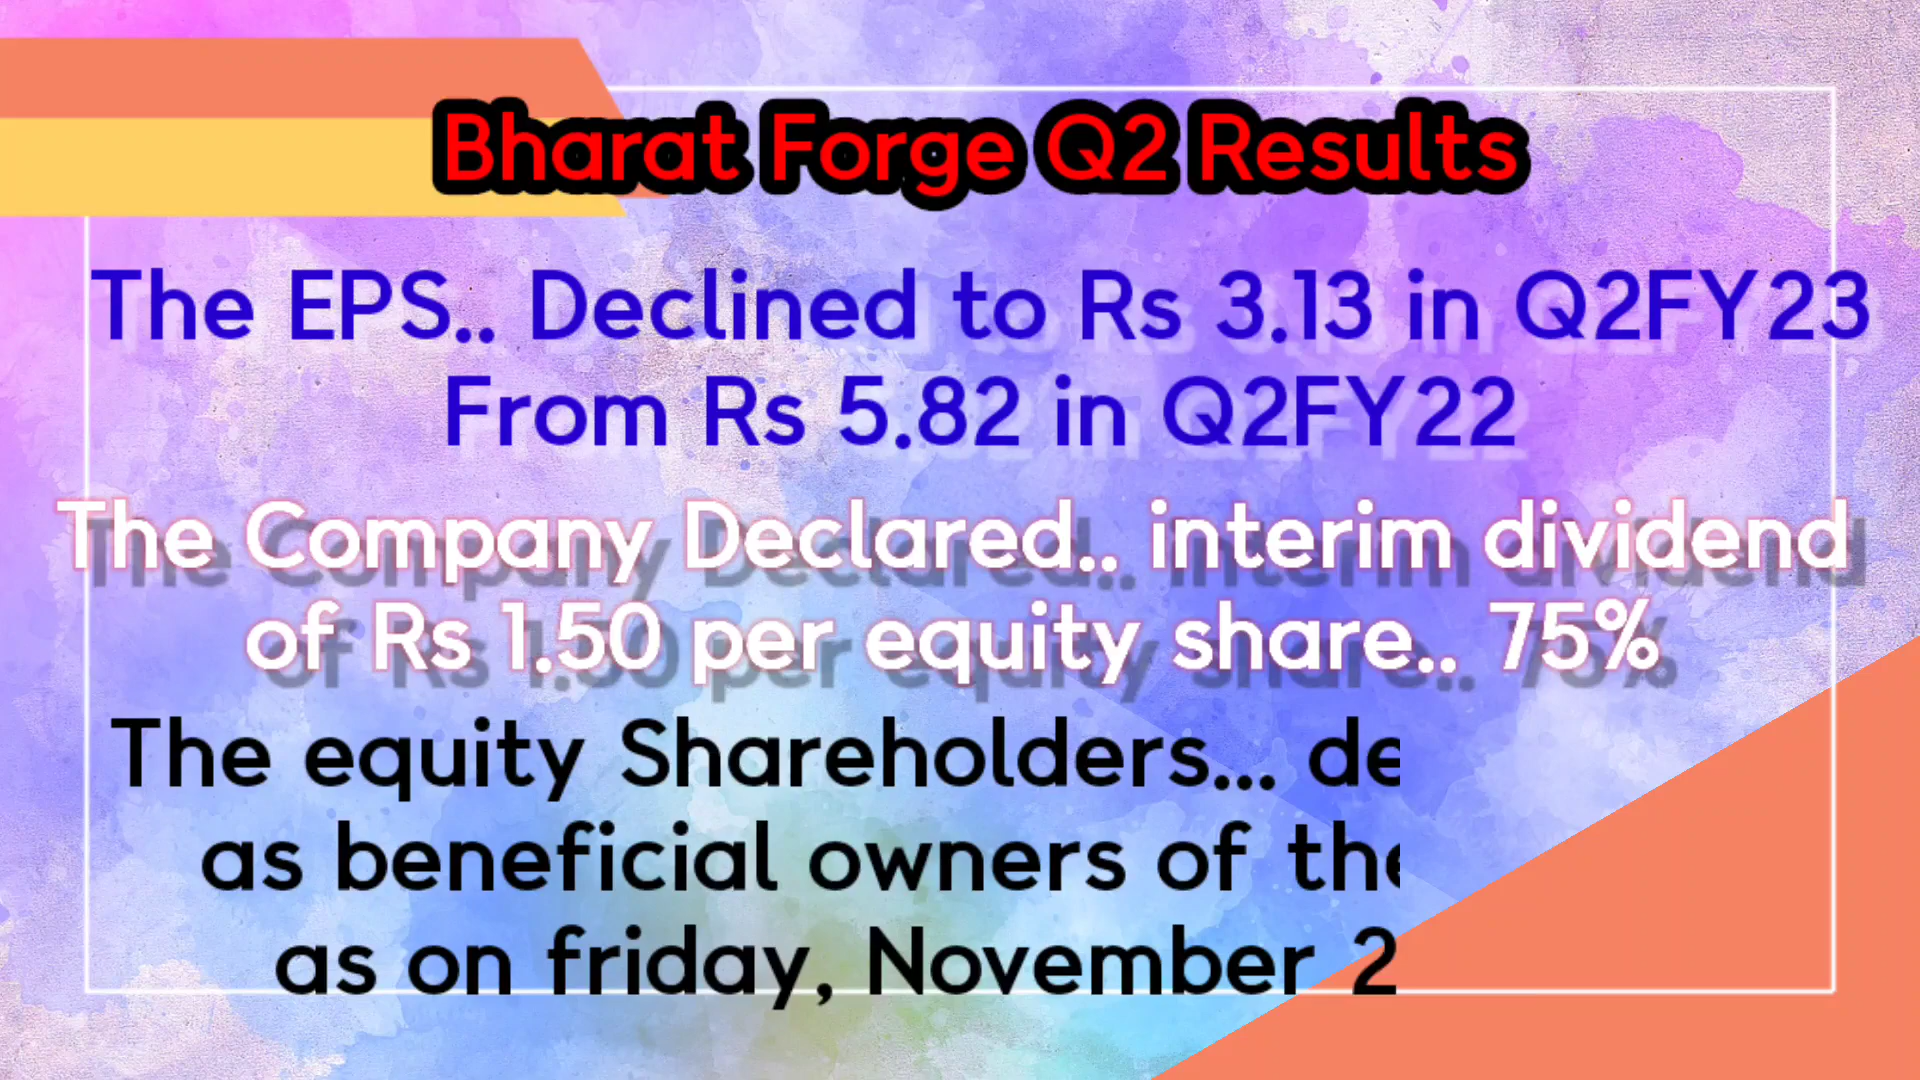 Bharat Forge Q2 Results
The EPS.. Declined to Rs 3.13 in Q2FY23
From Rs 5.82 in Q2FY22
The Company Declared.. interim dividend
of Rs 1.50 per equity share.. 75%
The equity Shareholders...
as beneficial owners of the
as on friday, November